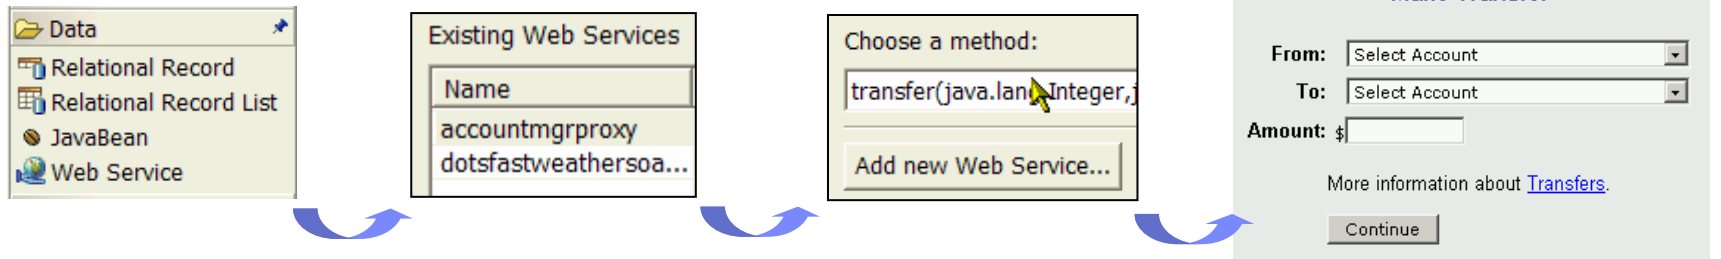 Data
Relational Record
Relational Record List
JavaBean
Web Service
Existing Web Services
Name
accountmgrproxy
dotsfastweathersoa...
Choose a method:
transfer(java.lang.Integer,j
Add new Web Service...
From: Select Account
To: Select Account
Amount: $
More information about Transfers.
Continue